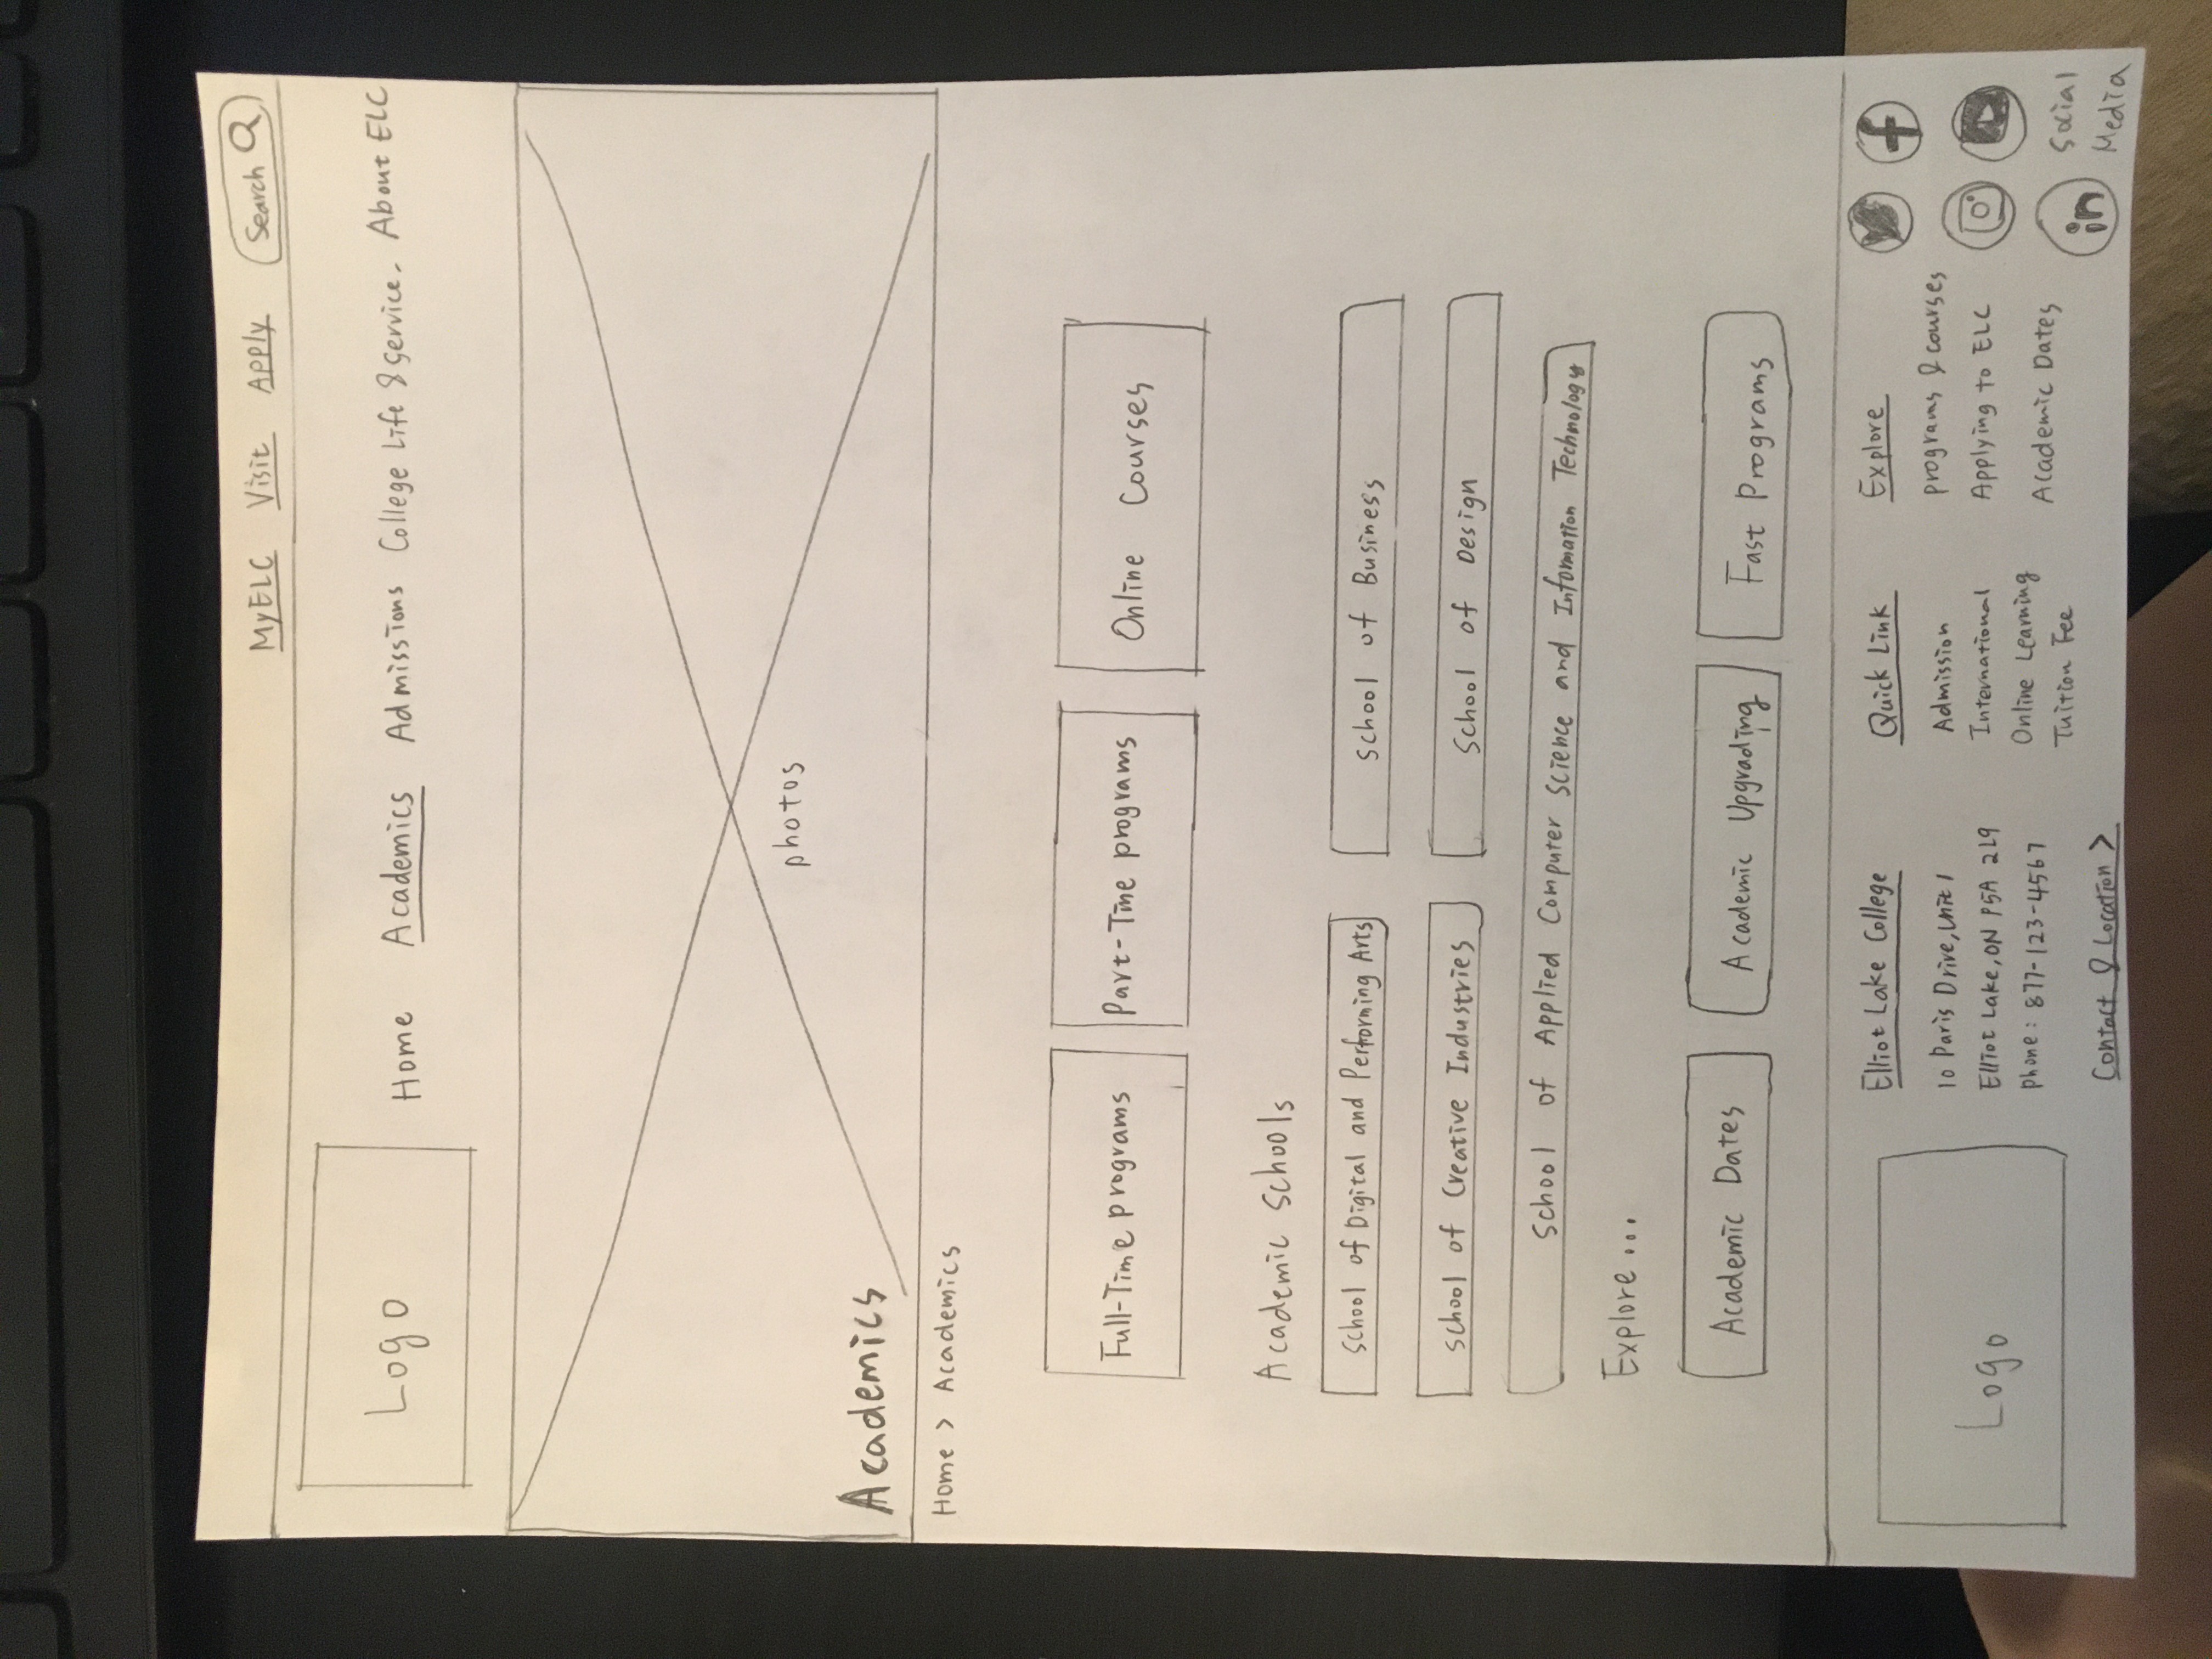 MyELC Visit Apply Search
Logo
Home Academics Admissions College Life & Service. About ELC
photos
Academics
Home > Academics
Full-Time programs Part-Time programs Online Courses
Academic Schools
School of Digital and Performing Arts School of Business
School of Creative Industries School of Design
School of Applied Computer Science and Information Technology
Explore ...
Academic Dates Academic Upgrading Fast Programs
Logo
Elliot Lake College
10 Paris Drive, Unit 1
Elliot Lake, ON P5A 2L9
phone: 877-123-4567
Contact & Location >
Quick Link
Admission
International
Online Learning
Tuition Fee
Explore
programs & courses
Applying to ELC
Academic Dates
f
in
Social
Media